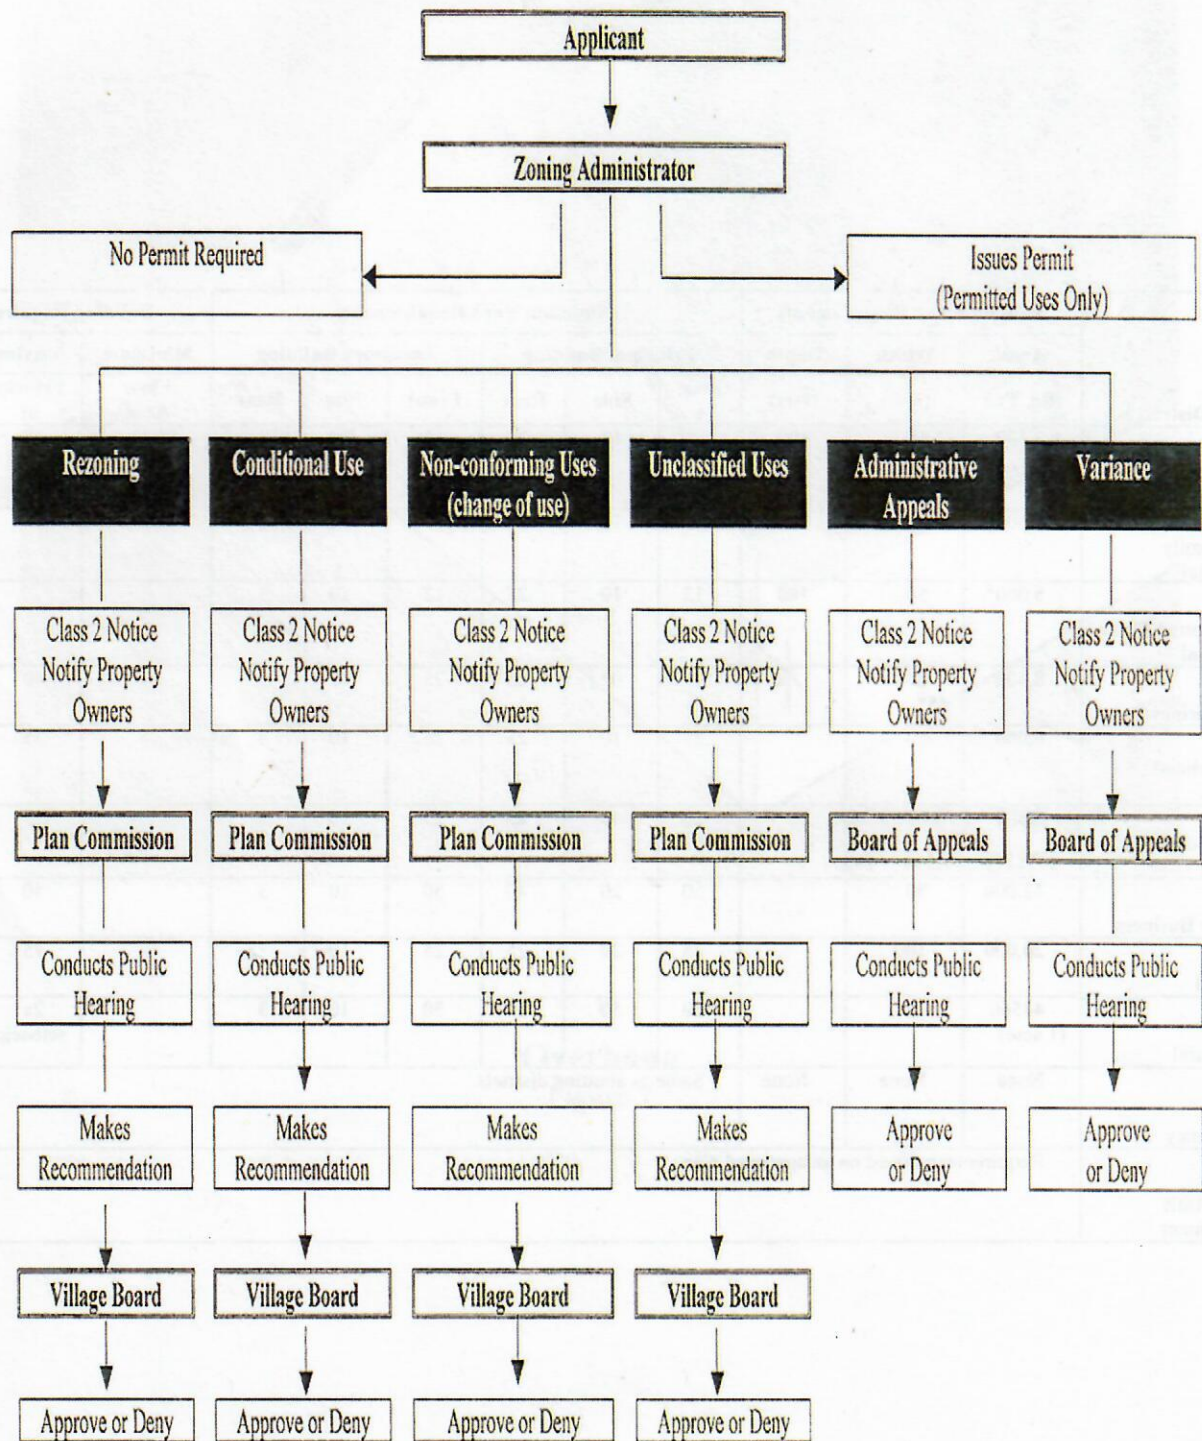 Applicant
Zoning Administrator
No Permit Required
Issues Permit
(Permitted Uses Only)
Rezoning
Conditional Use
Non-conforming Uses
(change of use)
Unclassified Uses
Administrative
Appeals
Variance
Class 2 Notice
Notify Property
Owners
Class 2 Notice
Notify Property
Owners
Class 2 Notice
Notify Property
Owners
Class 2 Notice
Notify Property
Owners
Class 2 Notice
Notify Property
Owners
Class 2 Notice
Notify Property
Owners
Plan Commission
Plan Commission
Plan Commission
Plan Commission
Board of Appeals
Board of Appeals
Conducts Public
Hearing
Conducts Public
Hearing
Conducts Public
Hearing
Conducts Public
Hearing
Conducts Public
Hearing
Conducts Public
Hearing
Makes
Recommendation
Makes
Recommendation
Makes
Recommendation
Makes
Recommendation
Approve
or Deny
Approve
or Deny
Village Board
Village Board
Village Board
Village Board
Approve or Deny
Approve or Deny
Approve or Deny
Approve or Deny